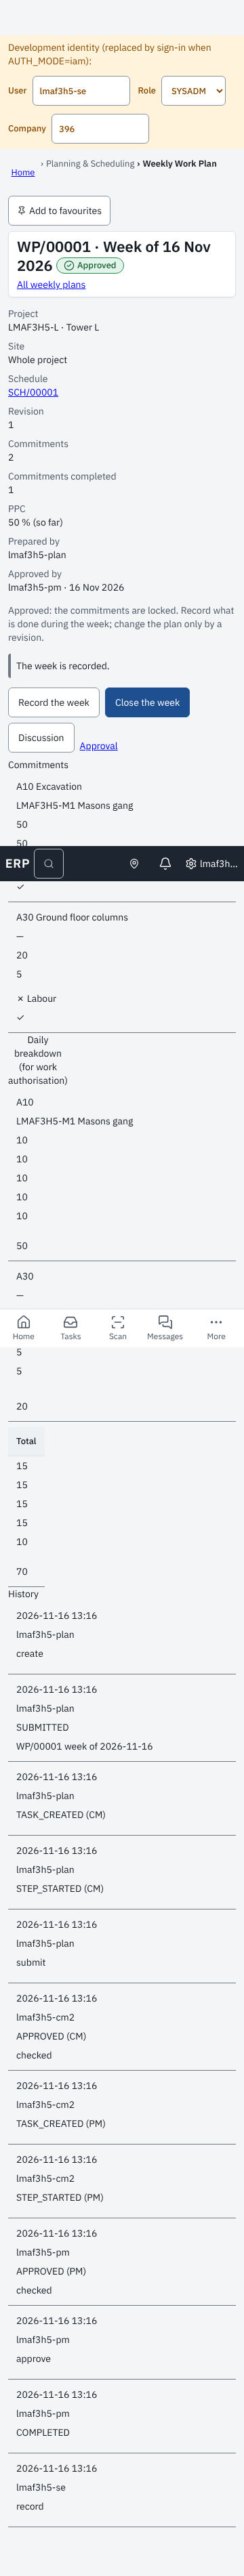 Development identity (replaced by sign-in when
AUTH_MODE=iam):
User lmaf3h5-se Role SYSADM
Company 396
Home › Planning & Scheduling › Weekly Work Plan
Add to favourites
WP/00001 · Week of 16 Nov
2026 Approved
All weekly plans
Project
LMAF3H5-L · Tower L
Site
Whole project
Schedule
SCH/00001
Revision
1
Commitments
2
Commitments completed
1
PPC
50 % (so far)
Prepared by
lmaf3h5-plan
Approved by
lmaf3h5-pm · 16 Nov 2026
Approved: the commitments are locked. Record what
is done during the week; change the plan only by a
revision.
The week is recorded.
Record the week Close the week
Discussion Approval
Commitments
A10 Excavation
LMAF3H5-M1 Masons gang
50
50
ERP lmaf3h...
✓
A30 Ground floor columns
—
20
5
× Labour
✓
Daily
breakdown
(for work
authorisation)
A10
LMAF3H5-M1 Masons gang
10
10
10
10
10
50
A30
—
Home Tasks Scan Messages More
5
5
20
Total
15
15
15
15
10
70
History
2026-11-16 13:16
lmaf3h5-plan
create
2026-11-16 13:16
lmaf3h5-plan
SUBMITTED
WP/00001 week of 2026-11-16
2026-11-16 13:16
lmaf3h5-plan
TASK_CREATED (CM)
2026-11-16 13:16
lmaf3h5-plan
STEP_STARTED (CM)
2026-11-16 13:16
lmaf3h5-plan
submit
2026-11-16 13:16
lmaf3h5-cm2
APPROVED (CM)
checked
2026-11-16 13:16
lmaf3h5-cm2
TASK_CREATED (PM)
2026-11-16 13:16
lmaf3h5-cm2
STEP_STARTED (PM)
2026-11-16 13:16
lmaf3h5-pm
APPROVED (PM)
checked
2026-11-16 13:16
lmaf3h5-pm
approve
2026-11-16 13:16
lmaf3h5-pm
COMPLETED
2026-11-16 13:16
lmaf3h5-se
record